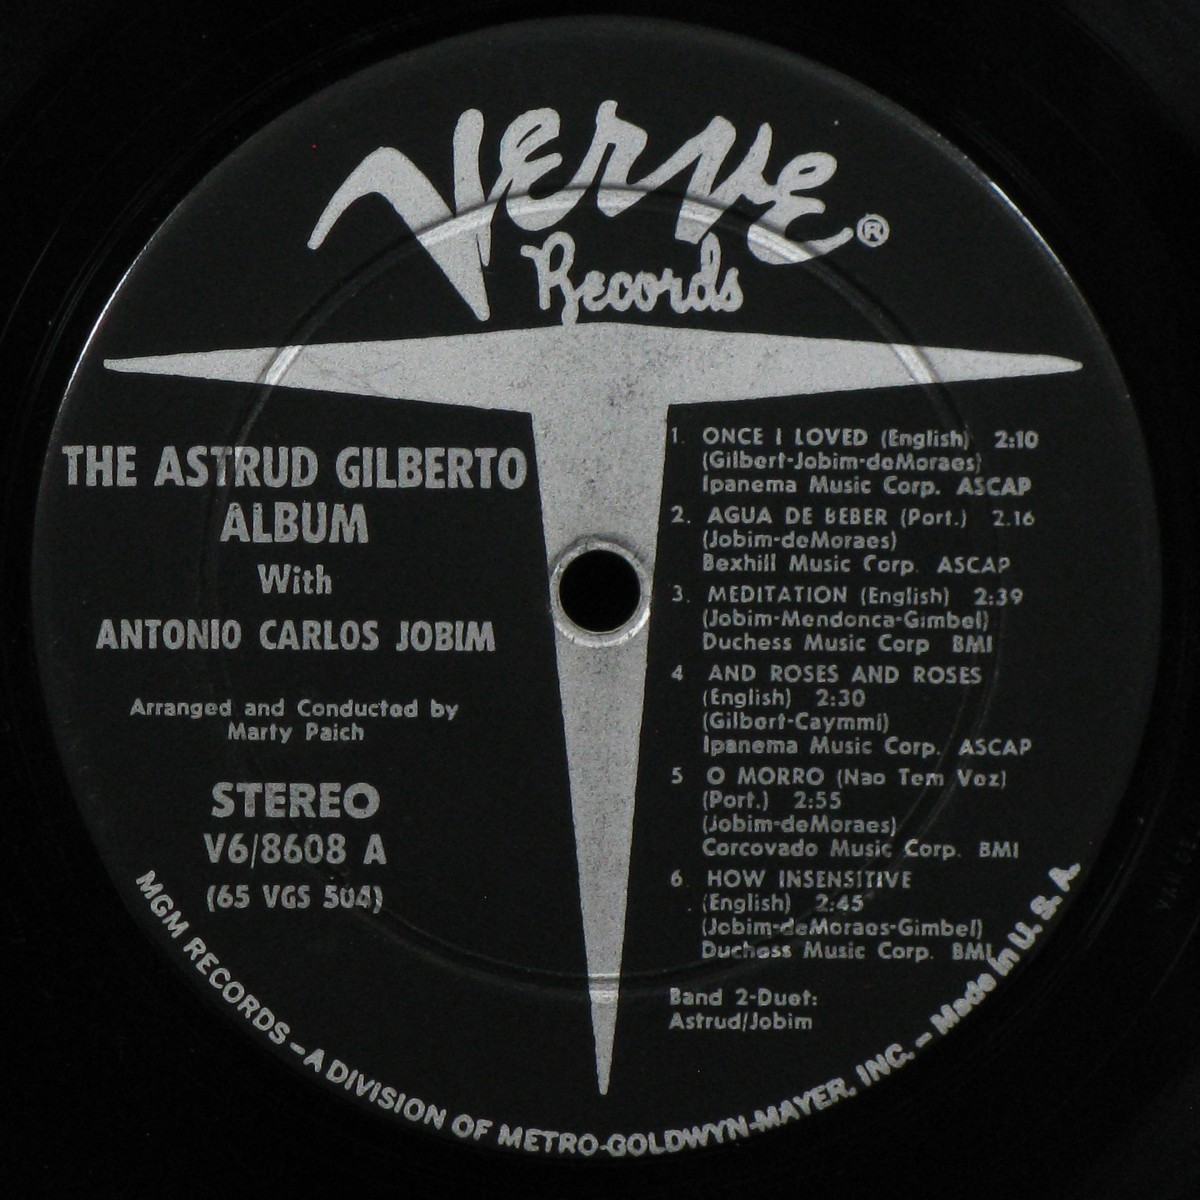 Verve ®
Records
THE ASTRUD GILBERTO
ALBUM
With
ANTONIO CARLOS JOBIM
Arranged and Conducted by
Marty Paich
STEREO
V6/8608 A
(65 VGS 504)
1. ONCE I LOVED (English) 2:10
(Gilbert-Jobim-deMoraes)
Ipanema Music Corp. ASCAP
2. AGUA DE BEBER (Port.) 2.16
(Jobim-deMoraes)
Bexhill Music Corp. ASCAP
3. MEDITATION (English) 2:39
(Jobim-Mendonca-Gimbel)
Duchess Music Corp BMI
4 AND ROSES AND ROSES
(English) 2:30
(Gilbert-Caymmi)
Ipanema Music Corp. ASCAP
5 O MORRO (Nao Tem Vez)
(Port.) 2:55
(Jobim-deMoraes)
Corcovado Music Corp. BMI
6. HOW INSENSITIVE
(English) 2:45
(Jobim-deMoraes-Gimbel)
Duchess Music Corp. BMI
Band 2-Duet:
Astrud/Jobim
MGM RECORDS – A DIVISION OF METRO-GOLDWYN-MAYER, INC. – Made in U. S. A.